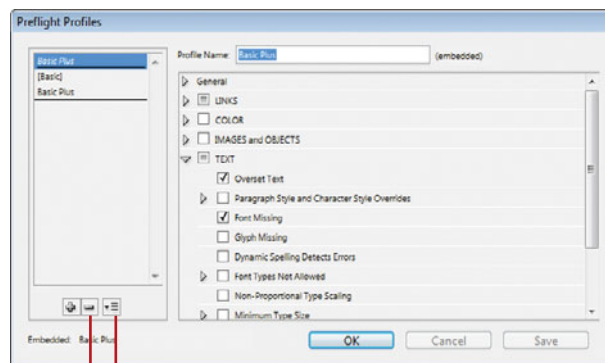 Preflight Profiles
Basic Plus
[Basic]
Basic Plus
Profile Name: Basic Plus (embedded)
General
LINKS
COLOR
IMAGES and OBJECTS
TEXT
Overset Text
Paragraph Style and Character Style Overrides
Font Missing
Glyph Missing
Dynamic Spelling Detects Errors
Font Types Not Allowed
Non-Proportional Type Scaling
Minimum Type Size
Embedded: Basic Plus
OK Cancel Save